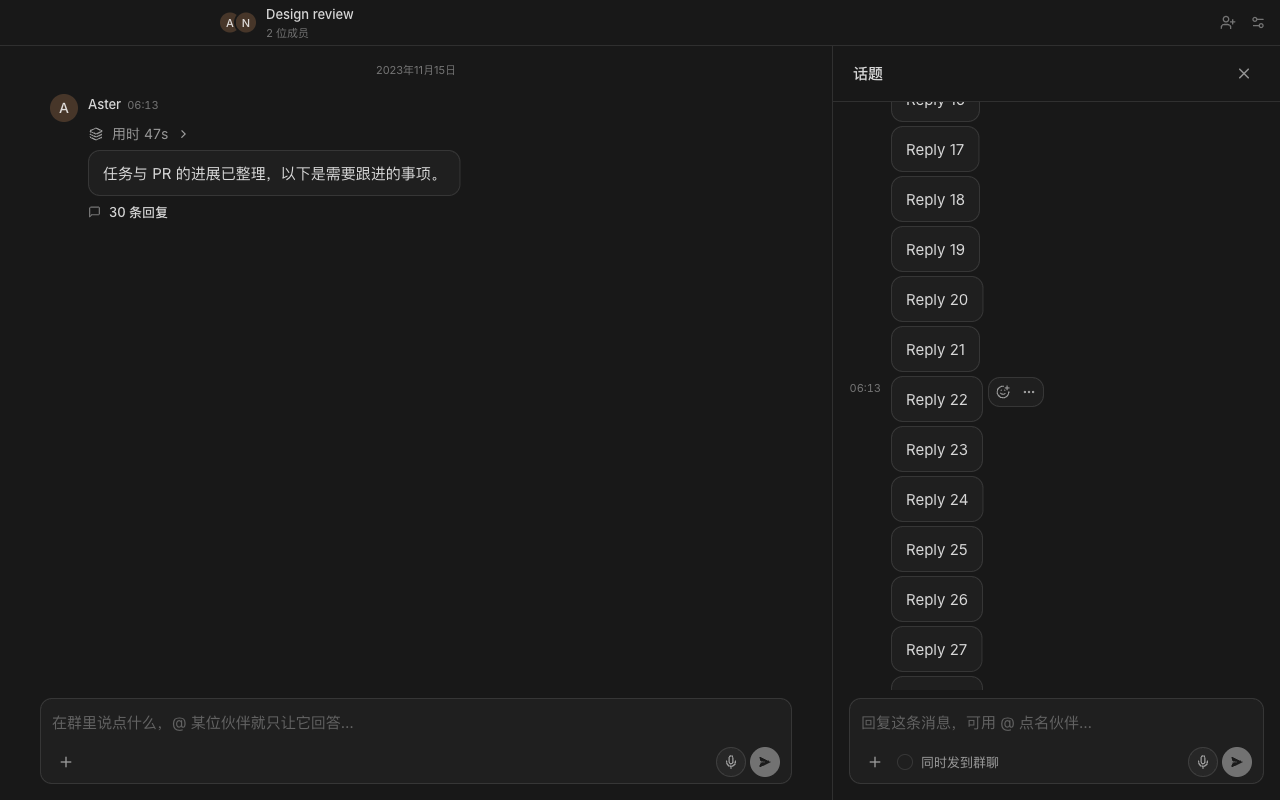 A N Design review
2 位成员
2023年11月15日
A Aster 06:13
用时 47s
任务与 PR 的进展已整理，以下是需要跟进的事项。
30 条回复
在群里说点什么，@ 某位伙伴就只让它回答...
话题
Reply 17
Reply 18
Reply 19
Reply 20
Reply 21
06:13 Reply 22
Reply 23
Reply 24
Reply 25
Reply 26
Reply 27
回复这条消息，可用 @ 点名伙伴...
同时发到群聊